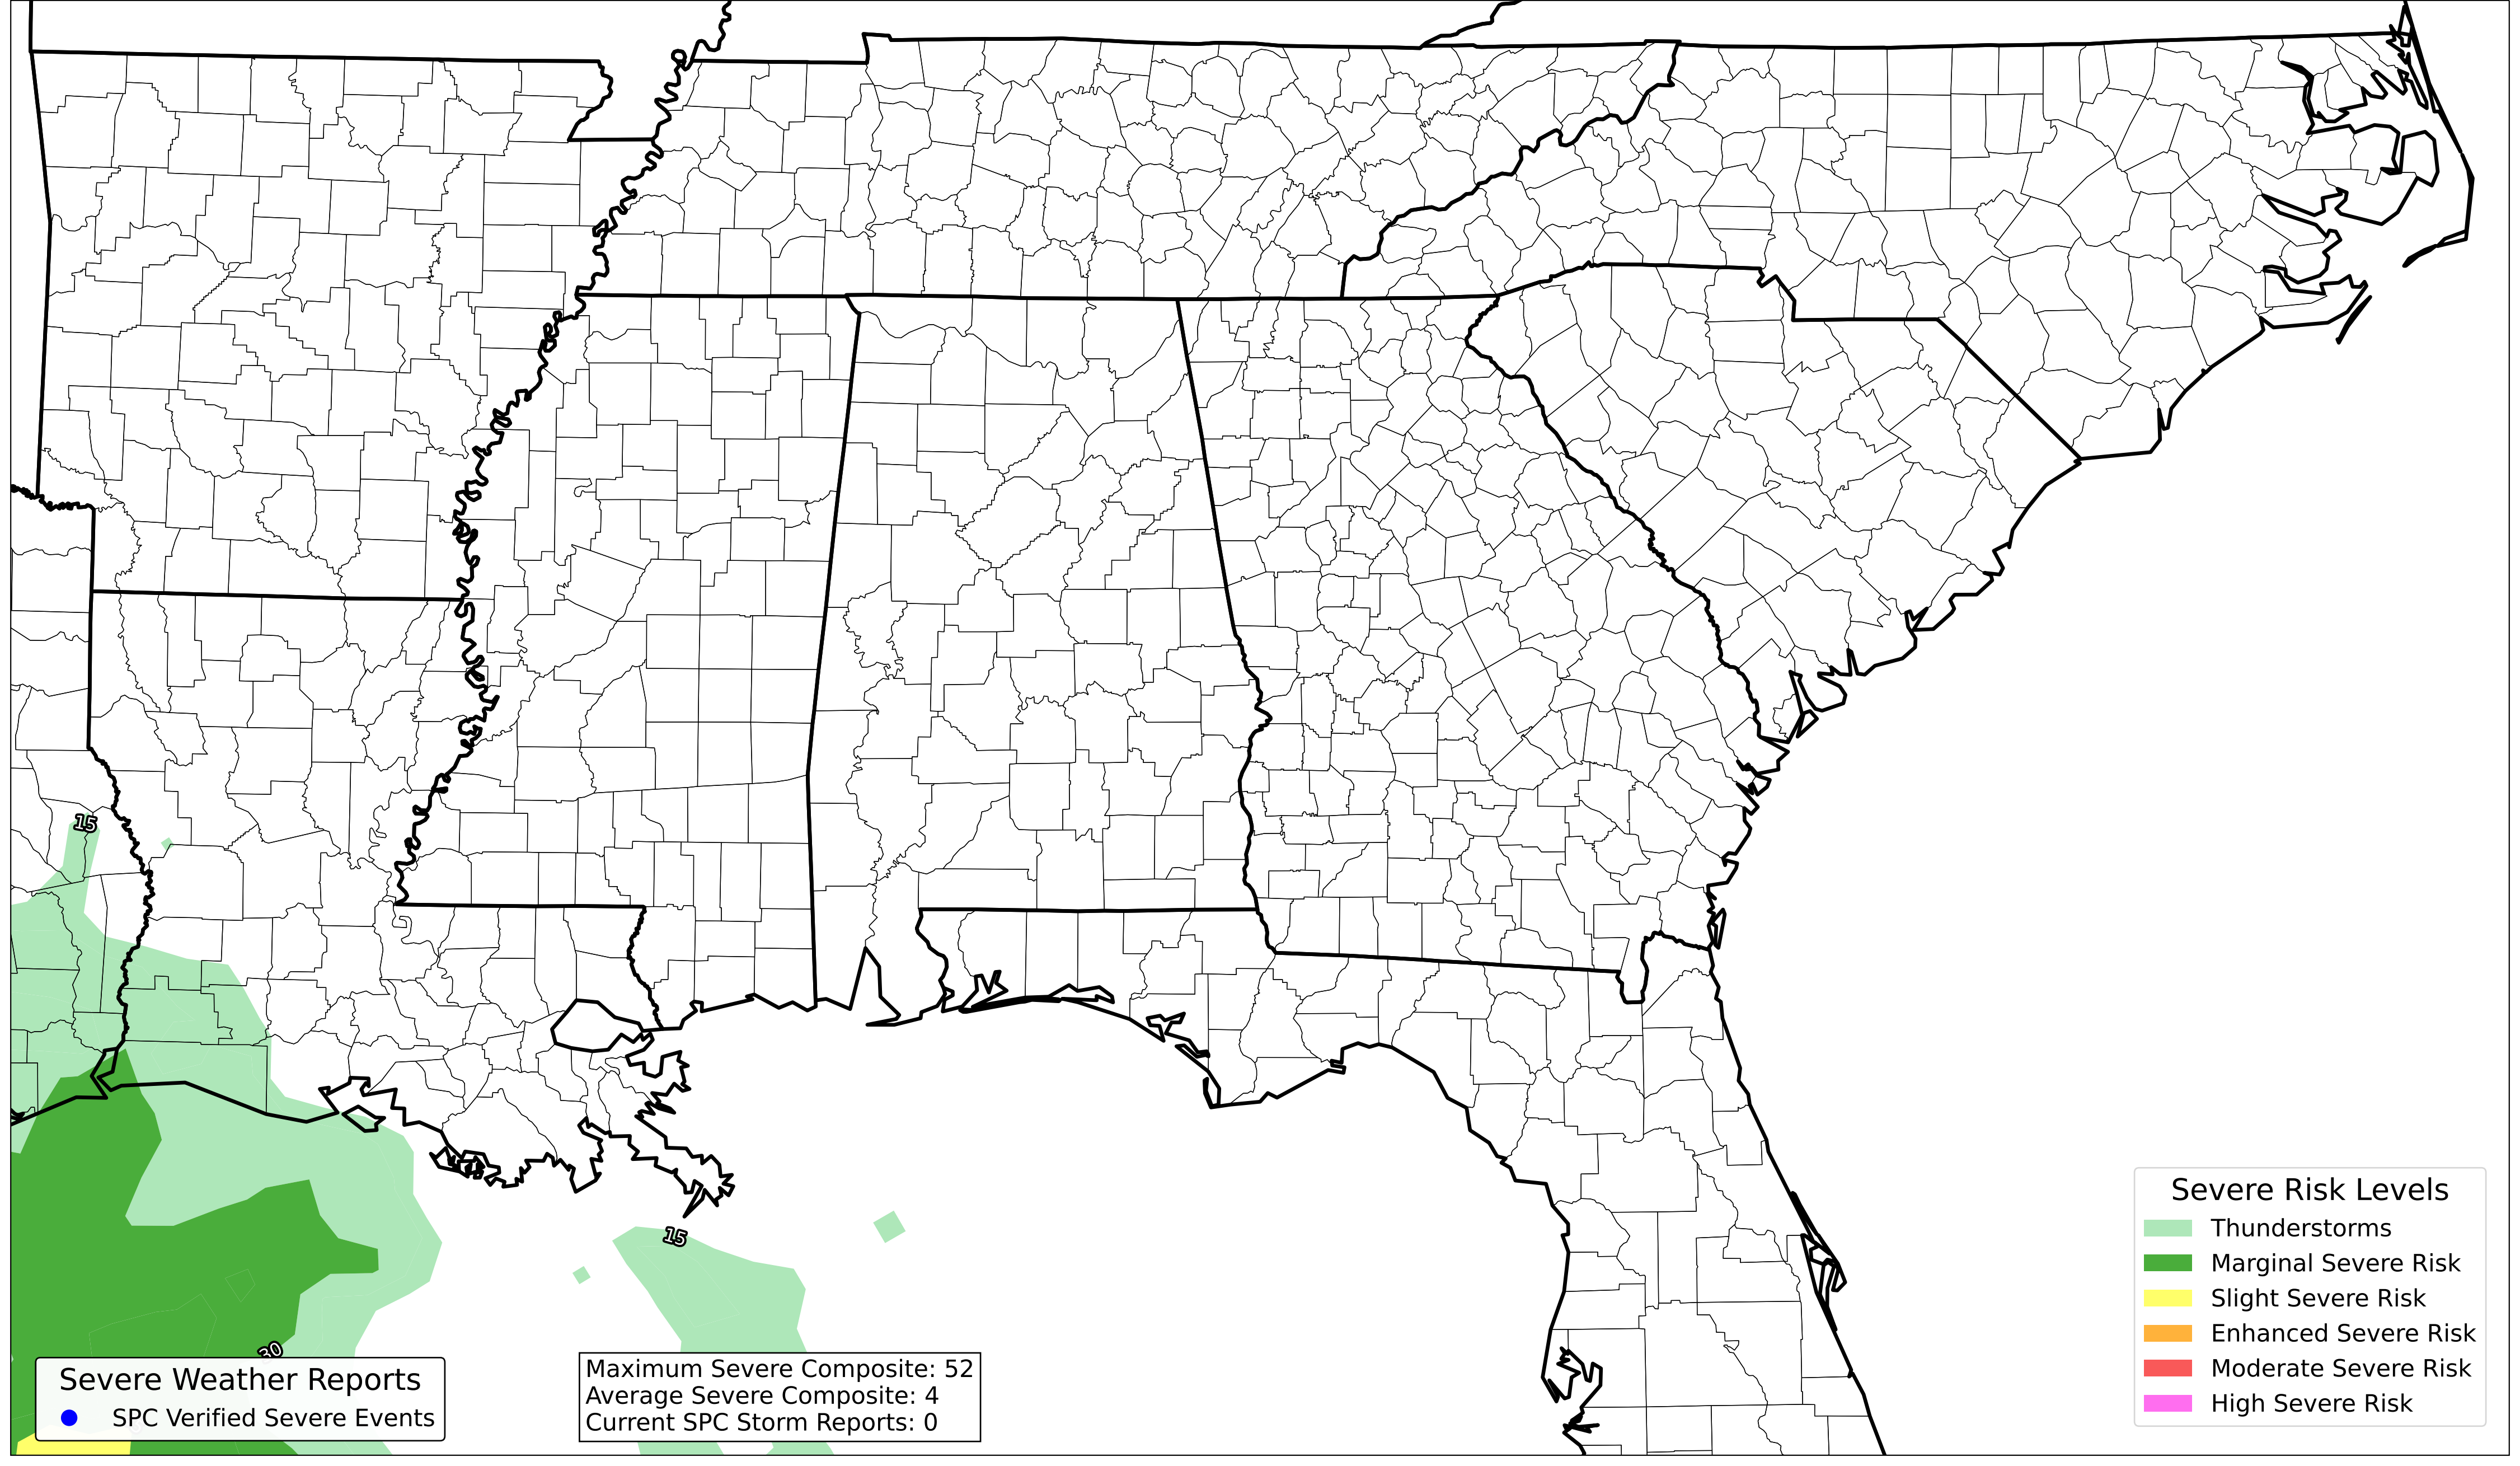 15
15
30
Severe Weather Reports
SPC Verified Severe Events
Maximum Severe Composite: 52
Average Severe Composite: 4
Current SPC Storm Reports: 0
Severe Risk Levels
Thunderstorms
Marginal Severe Risk
Slight Severe Risk
Enhanced Severe Risk
Moderate Severe Risk
High Severe Risk